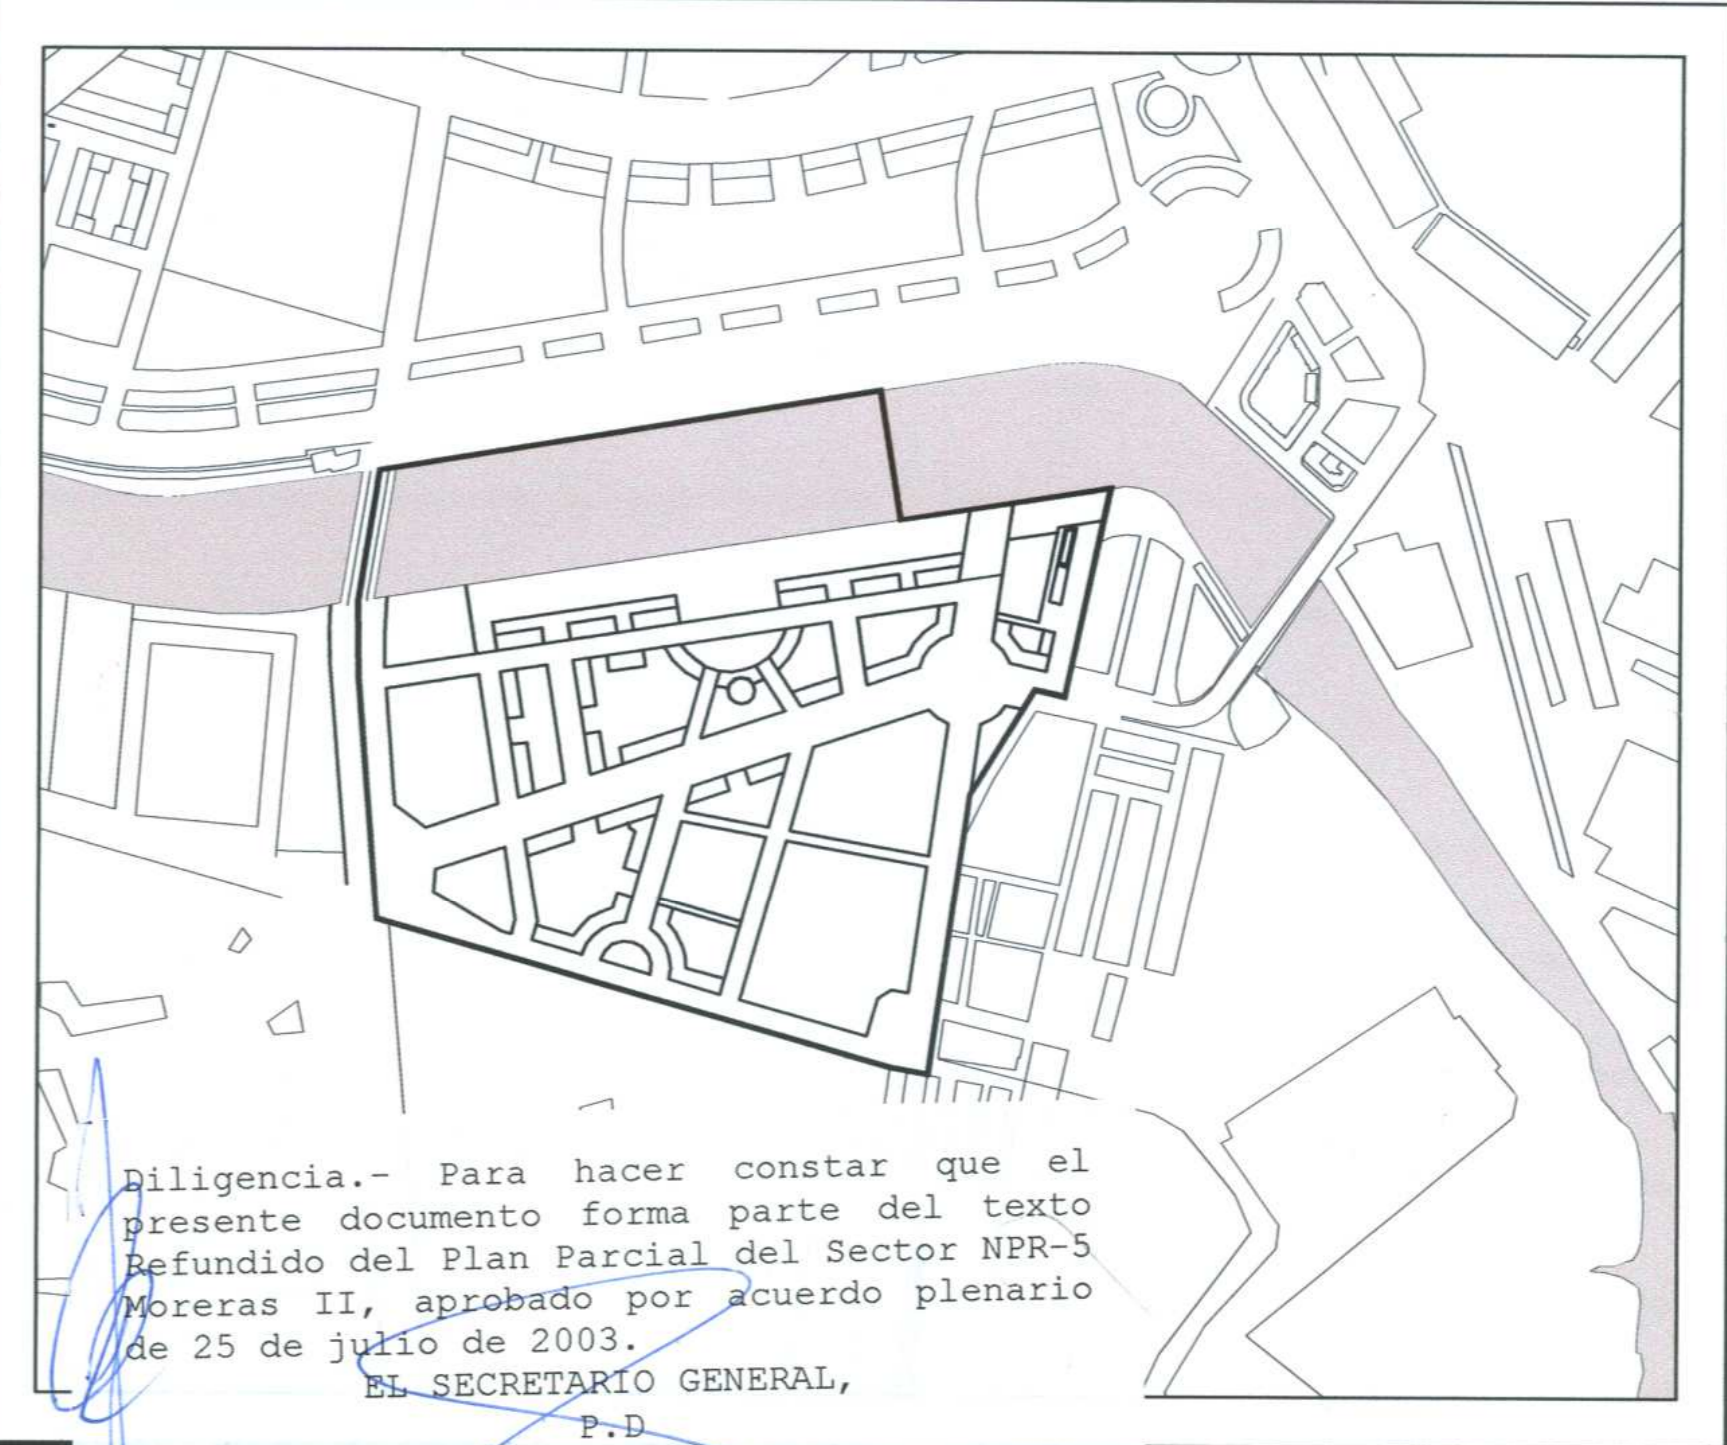 Diligencia.- Para hacer constar que el
presente documento forma parte del texto
Refundido del Plan Parcial del Sector NPR-5
Moreras II, aprobado por acuerdo plenario
de 25 de julio de 2003.
EL SECRETARIO GENERAL,
P.D